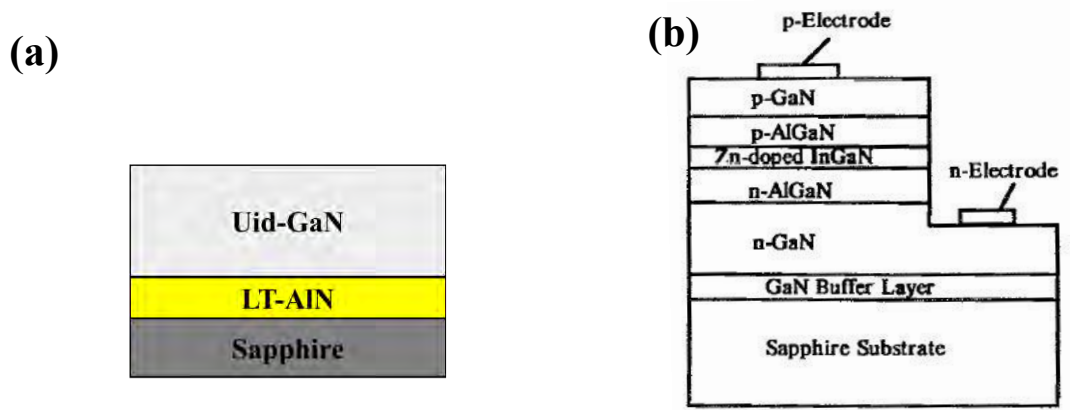 (a)
Uid-GaN
LT-AlN
Sapphire
(b)
p-Electrode
p-GaN
p-AlGaN
Zn-doped InGaN
n-AlGaN
n-Electrode
n-GaN
GaN Buffer Layer
Sapphire Substrate